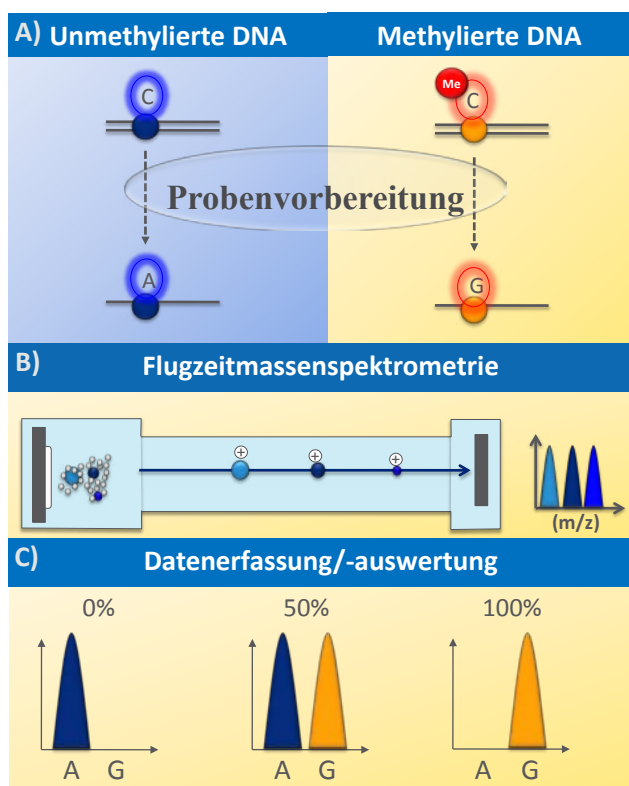 A) Unmethylierte DNA Methylierte DNA
C Me C
Probenvorbereitung
A G
B) Flugzeitmassenspektrometrie
+ + +
(m/z)
C) Datenerfassung/-auswertung
0% 50% 100%
A G A G A G